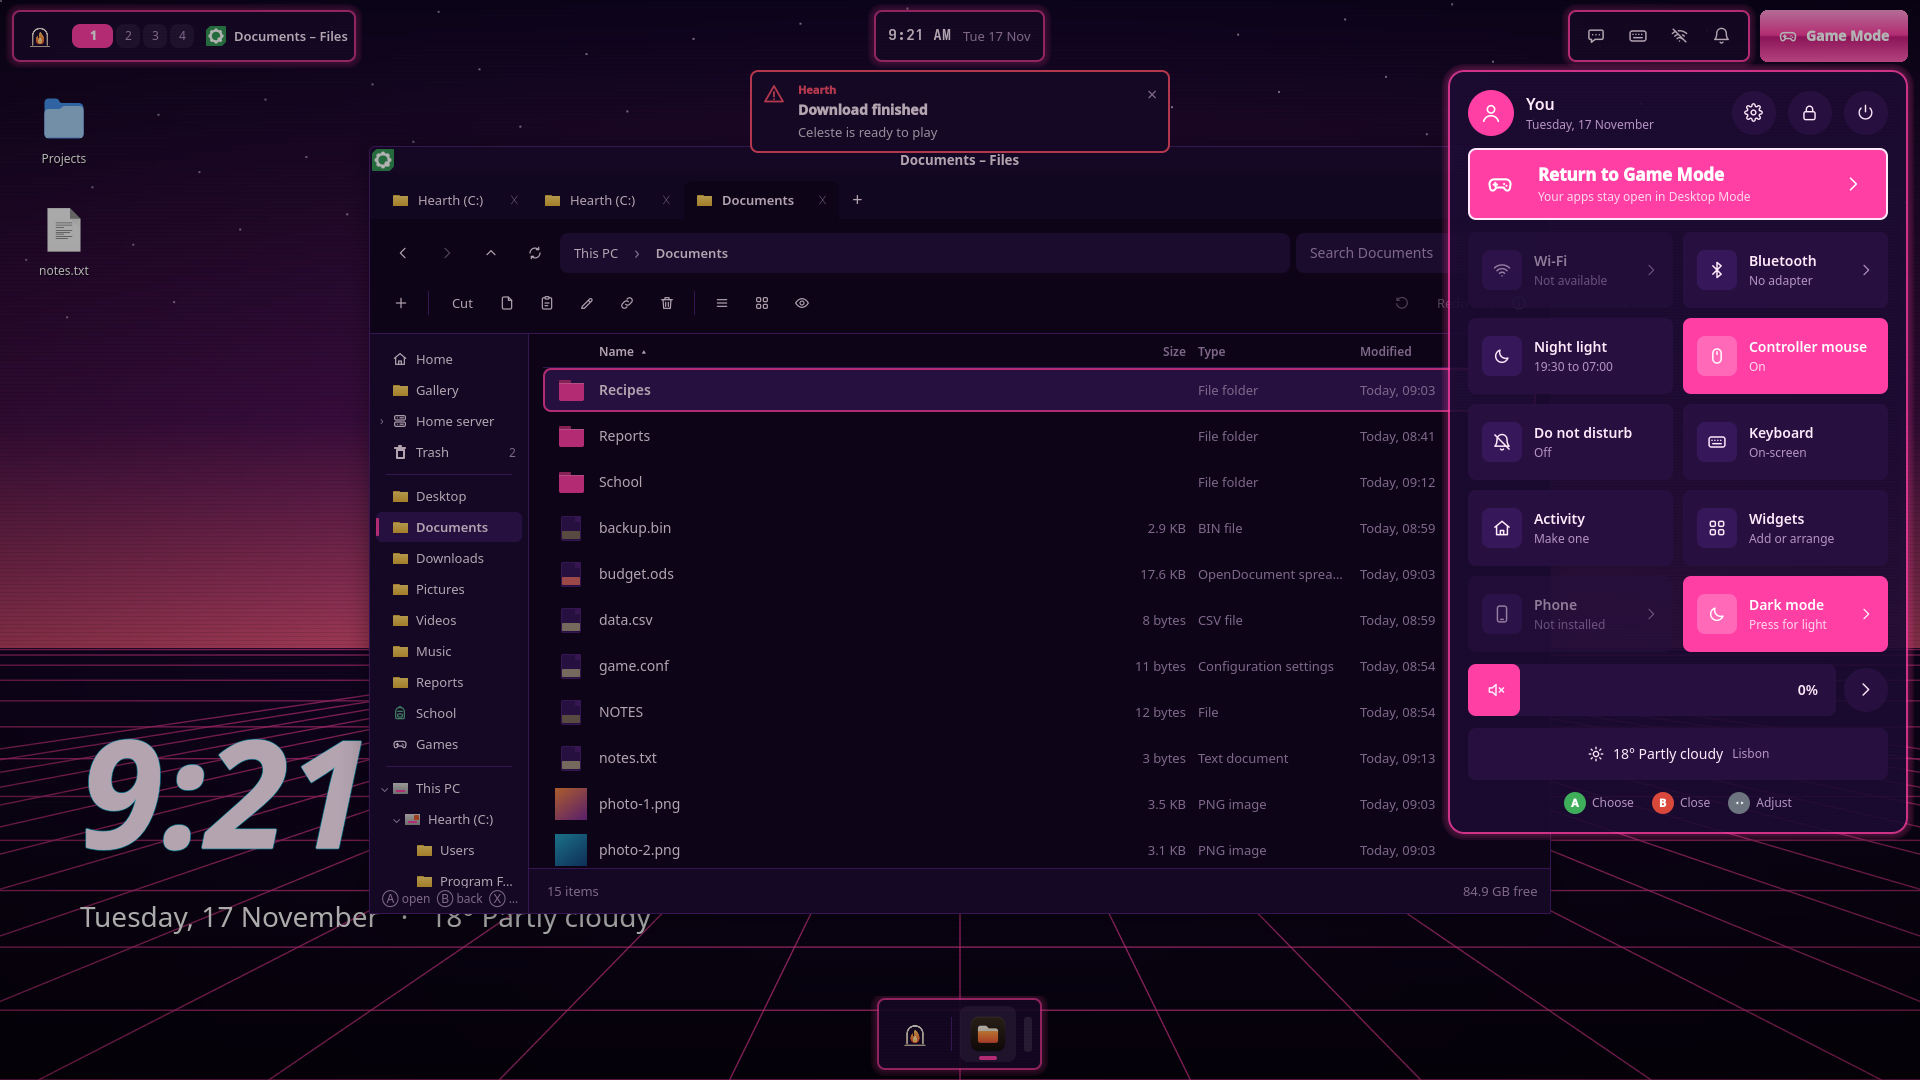 1 2 3 4 Documents – Files
9:21 AM Tue 17 Nov
Game Mode
Projects
notes.txt
Hearth
Download finished
Celeste is ready to play
Documents – Files
Hearth (C:) X Hearth (C:) X Documents X +
This PC › Documents
Search Documents
Cut
Name Size Type Modified
Recipes File folder Today, 09:03
Reports File folder Today, 08:41
School File folder Today, 09:12
backup.bin 2.9 KB BIN file Today, 08:59
budget.ods 17.6 KB OpenDocument sprea... Today, 09:03
data.csv 8 bytes CSV file Today, 08:59
game.conf 11 bytes Configuration settings Today, 08:54
NOTES 12 bytes File Today, 08:54
notes.txt 3 bytes Text document Today, 09:13
photo-1.png 3.5 KB PNG image Today, 09:03
photo-2.png 3.1 KB PNG image Today, 09:03
15 items 84.9 GB free
Home
Gallery
Home server
Trash 2
Desktop
Documents
Downloads
Pictures
Videos
Music
Reports
School
Games
This PC
Hearth (C:)
Users
Program F...
A open B back X ...
9:21
Tuesday, 17 November · 18° Partly cloudy
You
Tuesday, 17 November
Return to Game Mode
Your apps stay open in Desktop Mode
Wi-Fi
Not available
Bluetooth
No adapter
Night light
19:30 to 07:00
Controller mouse
On
Do not disturb
Off
Keyboard
On-screen
Activity
Make one
Widgets
Add or arrange
Phone
Not installed
Dark mode
Press for light
0%
18° Partly cloudy Lisbon
A Choose B Close Adjust